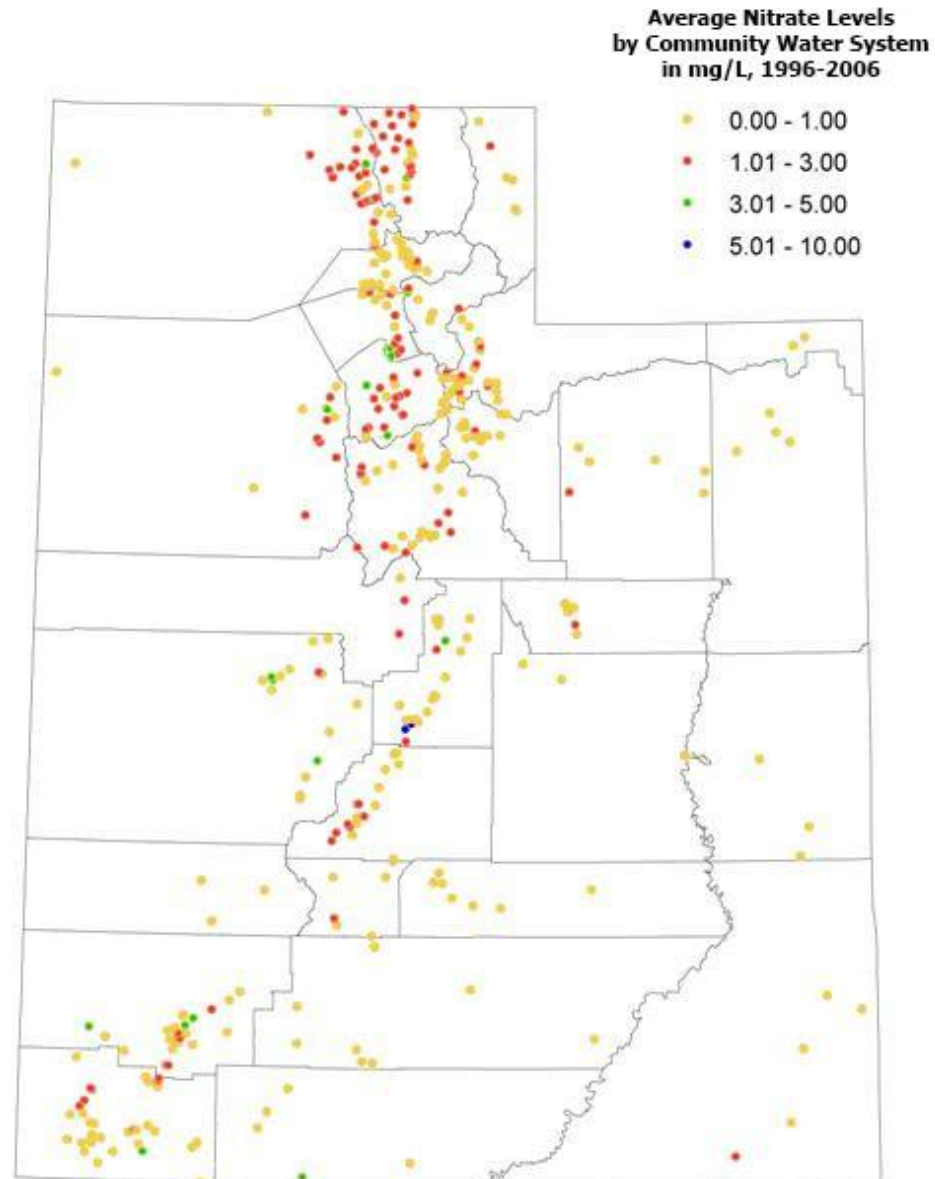 Average Nitrate Levels
by Community Water System
in mg/L, 1996-2006
0.00 - 1.00
1.01 - 3.00
3.01 - 5.00
5.01 - 10.00